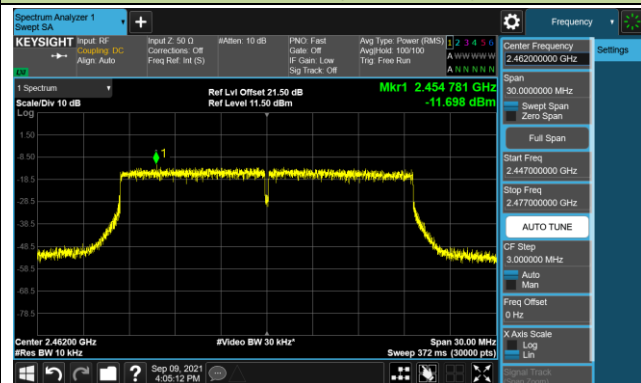 Spectrum Analyzer 1
Swept SA
+
Frequency
KEYSIGHT
Input: RF
Coupling: DC
Align: Auto
Input Z: 50 Ω
Corrections: Off
Freq Ref: Int (S)
#Atten: 10 dB
PNO: Fast
Gate: Off
IF Gain: Low
Sig Track: Off
Avg Type: Power (RMS)
Avg|Hold: 100/100
Trig: Free Run
1 2 3 4 5 6
A W W W W W
A N N N N N
1 Spectrum
Scale/Div 10 dB
Log
Ref Lvl Offset 21.50 dB
Ref Level 11.50 dBm
Mkr1 2.454 781 GHz
-11.698 dBm
1.50
-8.50
-18.5
-28.5
-38.5
-48.5
-58.5
-68.5
-78.5
1
Center 2.46200 GHz
#Res BW 10 kHz
#Video BW 30 kHz*
Span 30.00 MHz
Sweep 372 ms (30000 pts)
Center Frequency
2.462000000 GHz
Settings
Span
30.0000000 MHz
Swept Span
Zero Span
Full Span
Start Freq
2.447000000 GHz
Stop Freq
2.477000000 GHz
AUTO TUNE
CF Step
3.000000 MHz
Auto
Man
Freq Offset
0 Hz
X Axis Scale
Log
Lin
Signal Track
?
Sep 09, 2021
4:05:12 PM